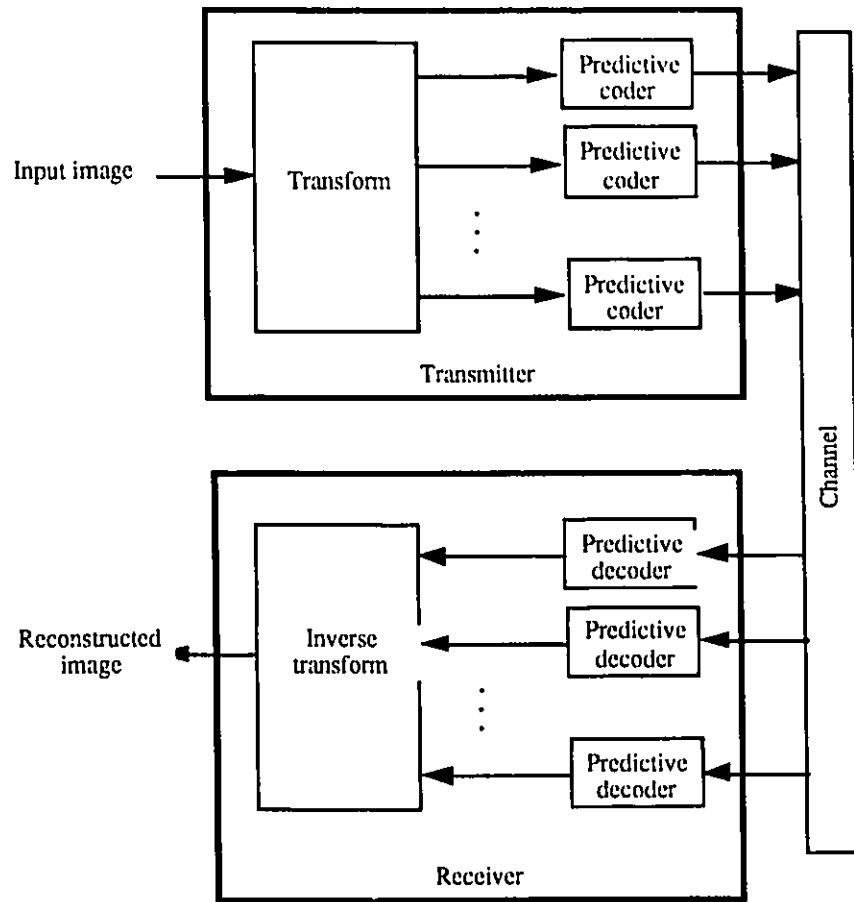 Predictive
coder
Input image
Transform
Predictive
coder
Predictive
coder
Transmitter
Channel
Predictive
decoder
Reconstructed
image
Inverse
transform
Predictive
decoder
Predictive
decoder
Receiver